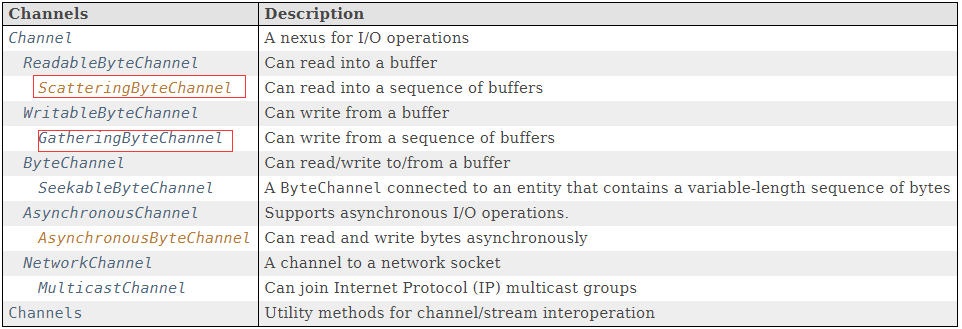 Channels Description
Channel A nexus for I/O operations
ReadableByteChannel Can read into a buffer
ScatteringByteChannel Can read into a sequence of buffers
WritableByteChannel Can write from a buffer
GatheringByteChannel Can write from a sequence of buffers
ByteChannel Can read/write to/from a buffer
SeekableByteChannel A ByteChannel connected to an entity that contains a variable-length sequence of bytes
AsynchronousChannel Supports asynchronous I/O operations.
AsynchronousByteChannel Can read and write bytes asynchronously
NetworkChannel A channel to a network socket
MulticastChannel Can join Internet Protocol (IP) multicast groups
Channels Utility methods for channel/stream interoperation